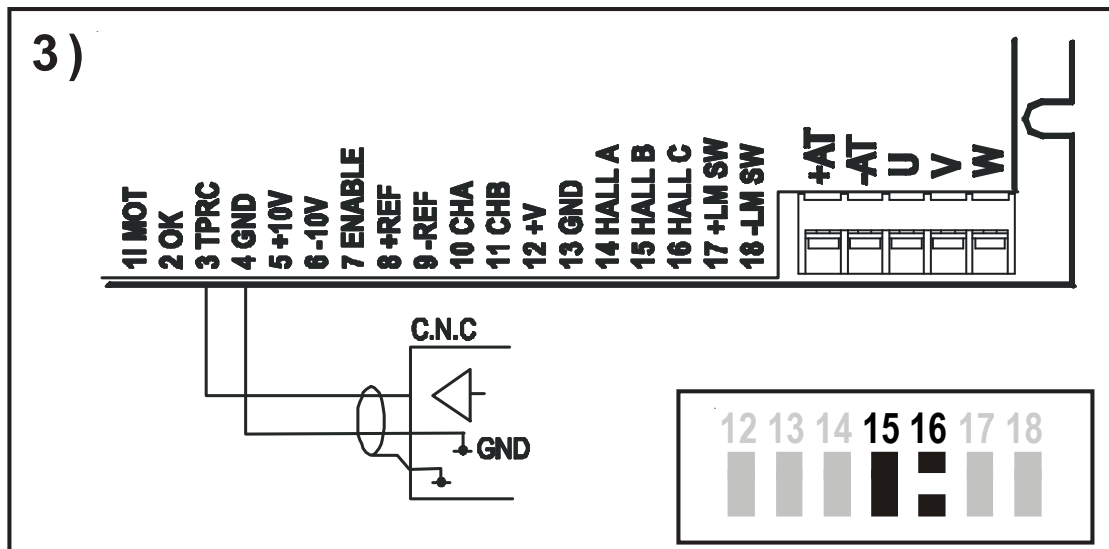 3)
1I MOT
2 OK
3 TPRC
4 GND
5 +10V
6 -10V
7 ENABLE
8 +REF
9 -REF
10 CHA
11 CHB
12 +V
13 GND
14 HALL A
15 HALL B
16 HALL C
17 +LM SW
18 -LM SW
+AT
-AT
U
V
W
C.N.C
GND
12 13 14 15 16 17 18